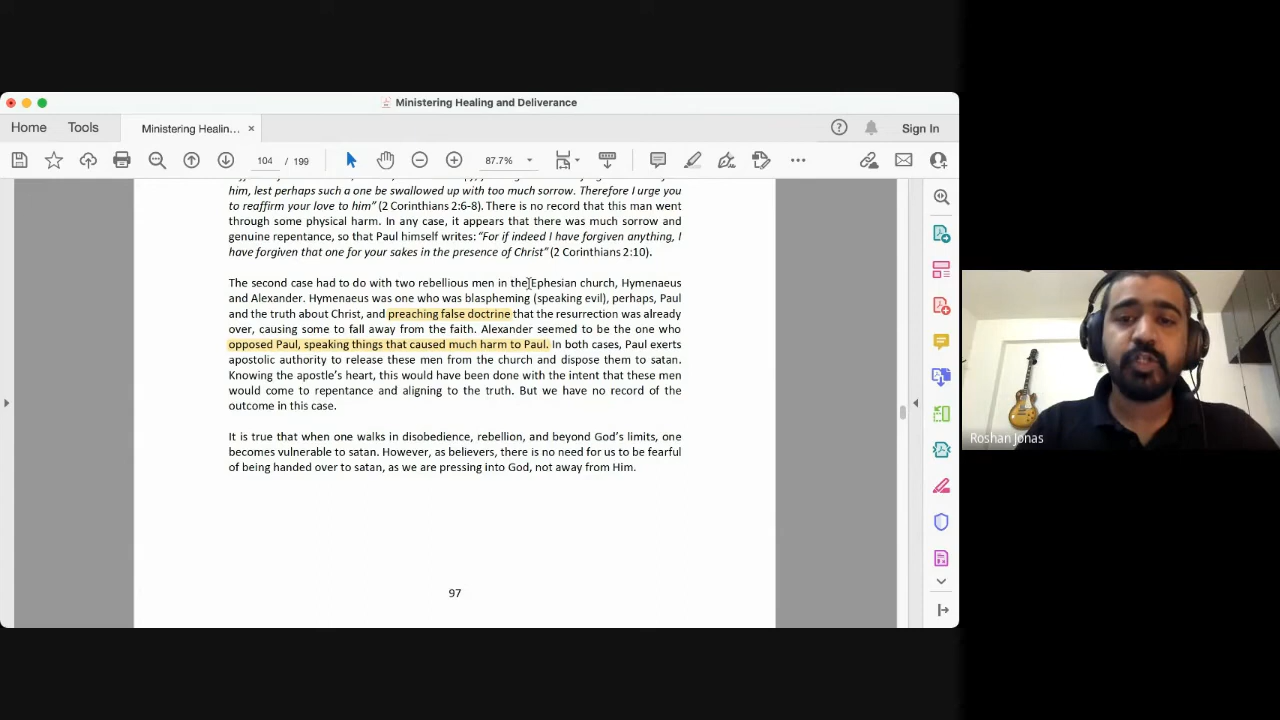 Ministering Healing and Deliverance
Home
Tools
Ministering Healin...
Sign In
104 / 199
87.7%
him, lest perhaps such a one be swallowed up with too much sorrow. Therefore I urge you
to reaffirm your love to him" (2 Corinthians 2:6-8). There is no record that this man went
through some physical harm. In any case, it appears that there was much sorrow and
genuine repentance, so that Paul himself writes: "For if indeed I have forgiven anything, I
have forgiven that one for your sakes in the presence of Christ" (2 Corinthians 2:10).
The second case had to do with two rebellious men in the Ephesian church, Hymenaeus
and Alexander. Hymenaeus was one who was blaspheming (speaking evil), perhaps, Paul
and the truth about Christ, and preaching false doctrine that the resurrection was already
over, causing some to fall away from the faith. Alexander seemed to be the one who
opposed Paul, speaking things that caused much harm to Paul. In both cases, Paul exerts
apostolic authority to release these men from the church and dispose them to satan.
Knowing the apostle's heart, this would have been done with the intent that these men
would come to repentance and aligning to the truth. But we have no record of the
outcome in this case.
It is true that when one walks in disobedience, rebellion, and beyond God's limits, one
becomes vulnerable to satan. However, as believers, there is no need for us to be fearful
of being handed over to satan, as we are pressing into God, not away from Him.
97
Roshan Jonas